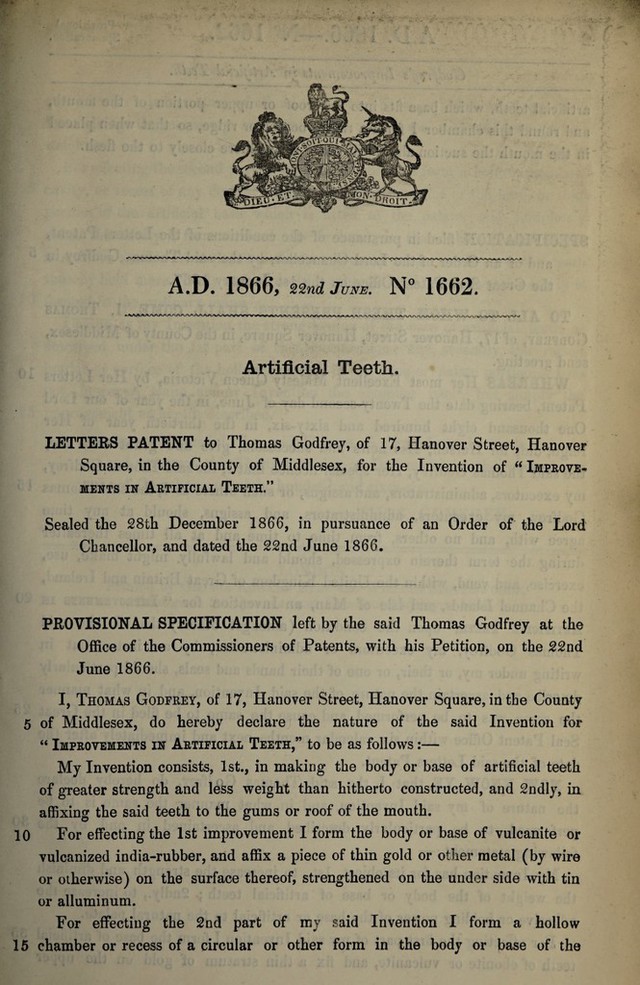 HONI SOIT QUI MAL
DIEU ET MON DROIT
A.D. 1866, 22nd JUNE. Nº 1662.
Artificial Teeth.
LETTERS PATENT to Thomas Godfrey, of 17, Hanover Street, Hanover
Square, in the County of Middlesex, for the Invention of “ IMPROVE-
MENTS IN ARTIFICIAL TEETH.”
Sealed the 28th December 1866, in pursuance of an Order of the Lord
Chancellor, and dated the 22nd June 1866.
PROVISIONAL SPECIFICATION left by the said Thomas Godfrey at the
Office of the Commissioners of Patents, with his Petition, on the 22nd
June 1866.
I, THOMAS GODFREY, of 17, Hanover Street, Hanover Square, in the County
5 of Middlesex, do hereby declare the nature of the said Invention for
“ IMPROVEMENTS IN ARTIFICIAL TEETH,” to be as follows :—
My Invention consists, 1st., in making the body or base of artificial teeth
of greater strength and less weight than hitherto constructed, and 2ndly, in
affixing the said teeth to the gums or roof of the mouth.
10 For effecting the 1st improvement I form the body or base of vulcanite or
vulcanized india-rubber, and affix a piece of thin gold or other metal (by wire
or otherwise) on the surface thereof, strengthened on the under side with tin
or alluminum.
For effecting the 2nd part of my said Invention I form a hollow
15 chamber or recess of a circular or other form in the body or base of the